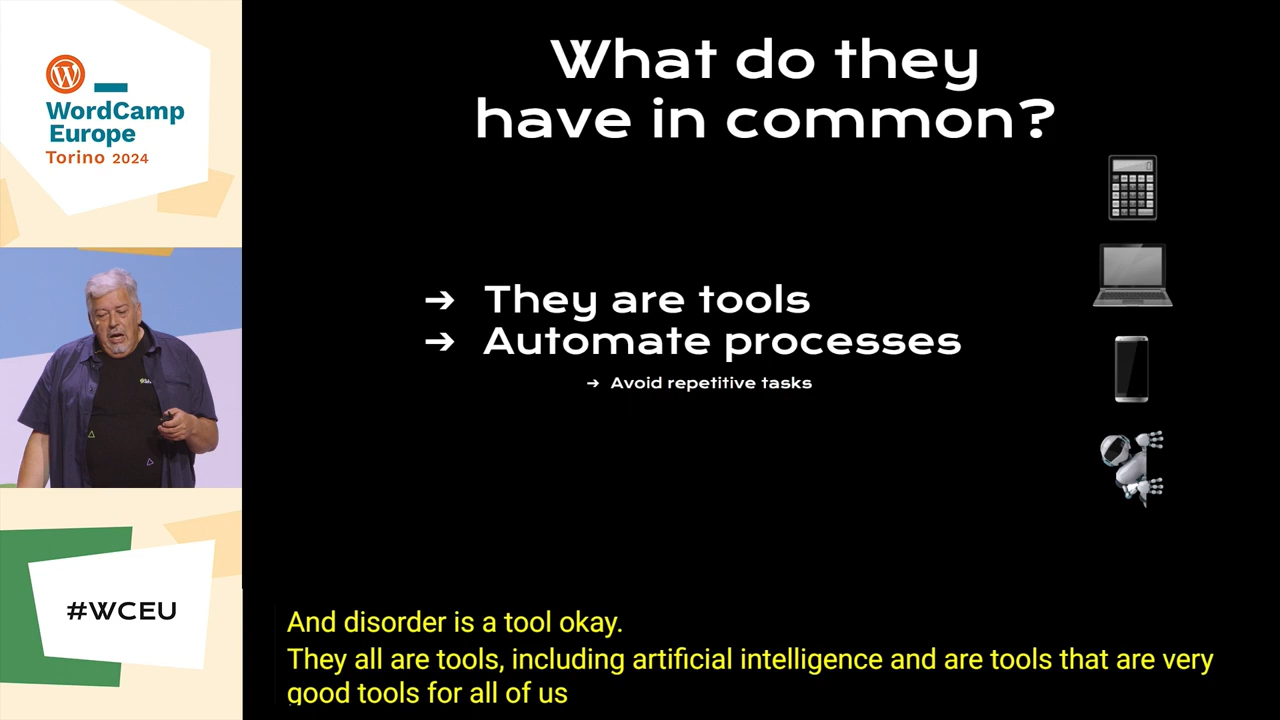 WordCamp
Europe
Torino 2024
#WCEU
What do they
have in common?
➔ They are tools
➔ Automate processes
➔ Avoid repetitive tasks
And disorder is a tool okay.
They all are tools, including artificial intelligence and are tools that are very
good tools for all of us